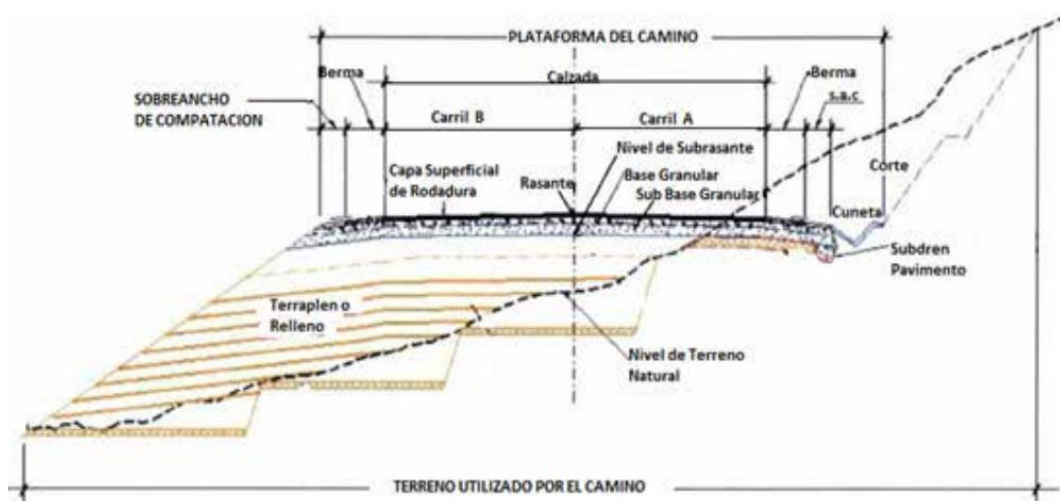 PLATAFORMA DEL CAMINO
Berma
Calzada
Berma
SOBREANCHO
DE COMPATACION
s.a.c
Carril B
Carril A
Nivel de Subrasante
Corte
Capa Superficial
de Rodadura
Rasante
Base Granular
Sub Base Granular
Cuneta
Subdren
Pavimento
Terraplen o
Relleno
Nivel de Terreno
Natural
TERRENO UTILIZADO POR EL CAMINO